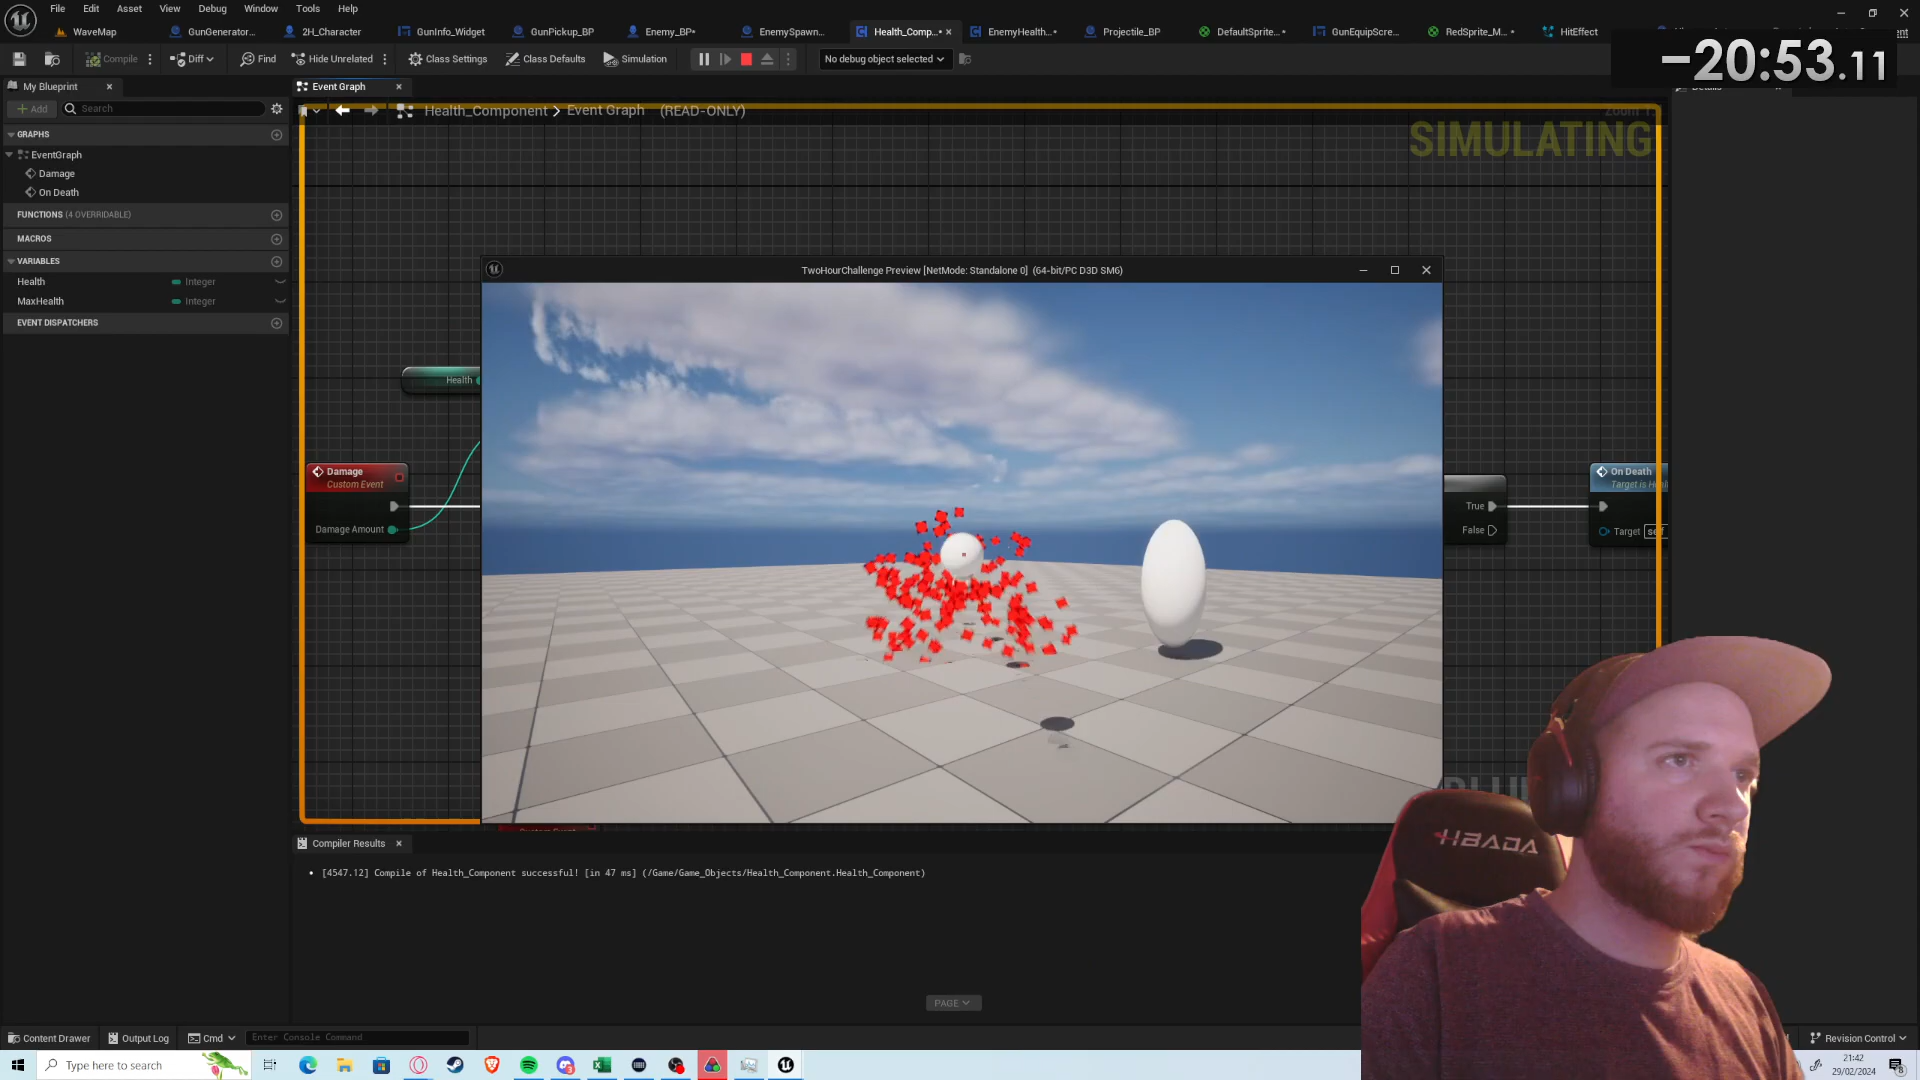 File Edit Asset View Window Debug Tools Help
WaveMap GunGenerator... 2H_Character GunInfo_Widget GunPickup_BP Enemy_BP* EnemySpawn... Health_Comp...* EnemyHealth...* Projectile_BP DefaultSprite...* GunEquipScre... RedSprite_M...* HitEffect
-20:53.11
Compile Diff Find Hide Unrelated Class Settings Class Defaults Simulation No debug object selected
My Blueprint Event Graph
Add Search
Health_Component > Event Graph (READ-ONLY)
SIMULATING
GRAPHS
EventGraph
Damage
On Death
FUNCTIONS (4 OVERRIDABLE)
MACROS
VARIABLES
Health Integer
MaxHealth Integer
EVENT DISPATCHERS
TwoHourChallenge Preview [NetMode: Standalone 0] (64-bit/PC D3D SM6)
Health
Damage
Custom Event
Damage Amount
True
False
On Death
Target
self
Compiler Results
[4547.12] Compile of Health_Component successful! [in 47 ms] (/Game/Game_Objects/Health_Component.Health_Component)
HBADA
PAGE
Content Drawer Output Log Cmd Enter Console Command Revision Control
Type here to search
21:42
29/02/2024